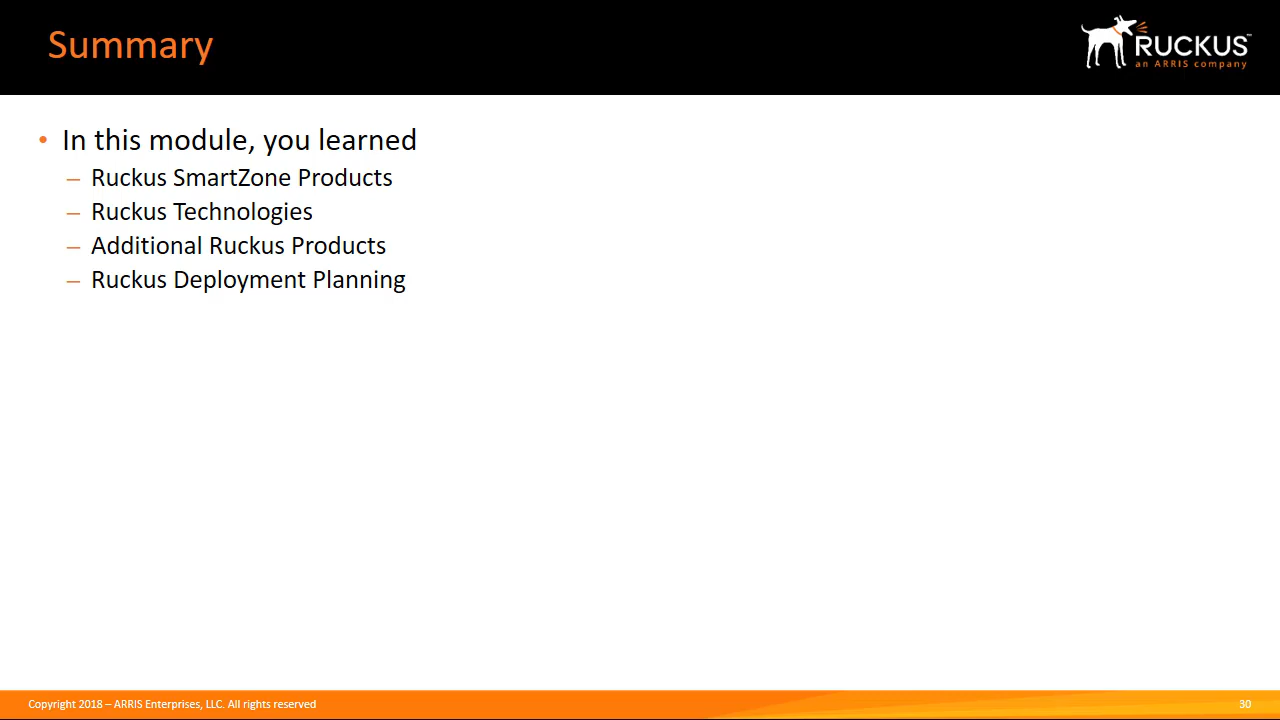 Summary
RUCKUS™
an ARRIS company
• In this module, you learned
– Ruckus SmartZone Products
– Ruckus Technologies
– Additional Ruckus Products
– Ruckus Deployment Planning
Copyright 2018 – ARRIS Enterprises, LLC. All rights reserved
30